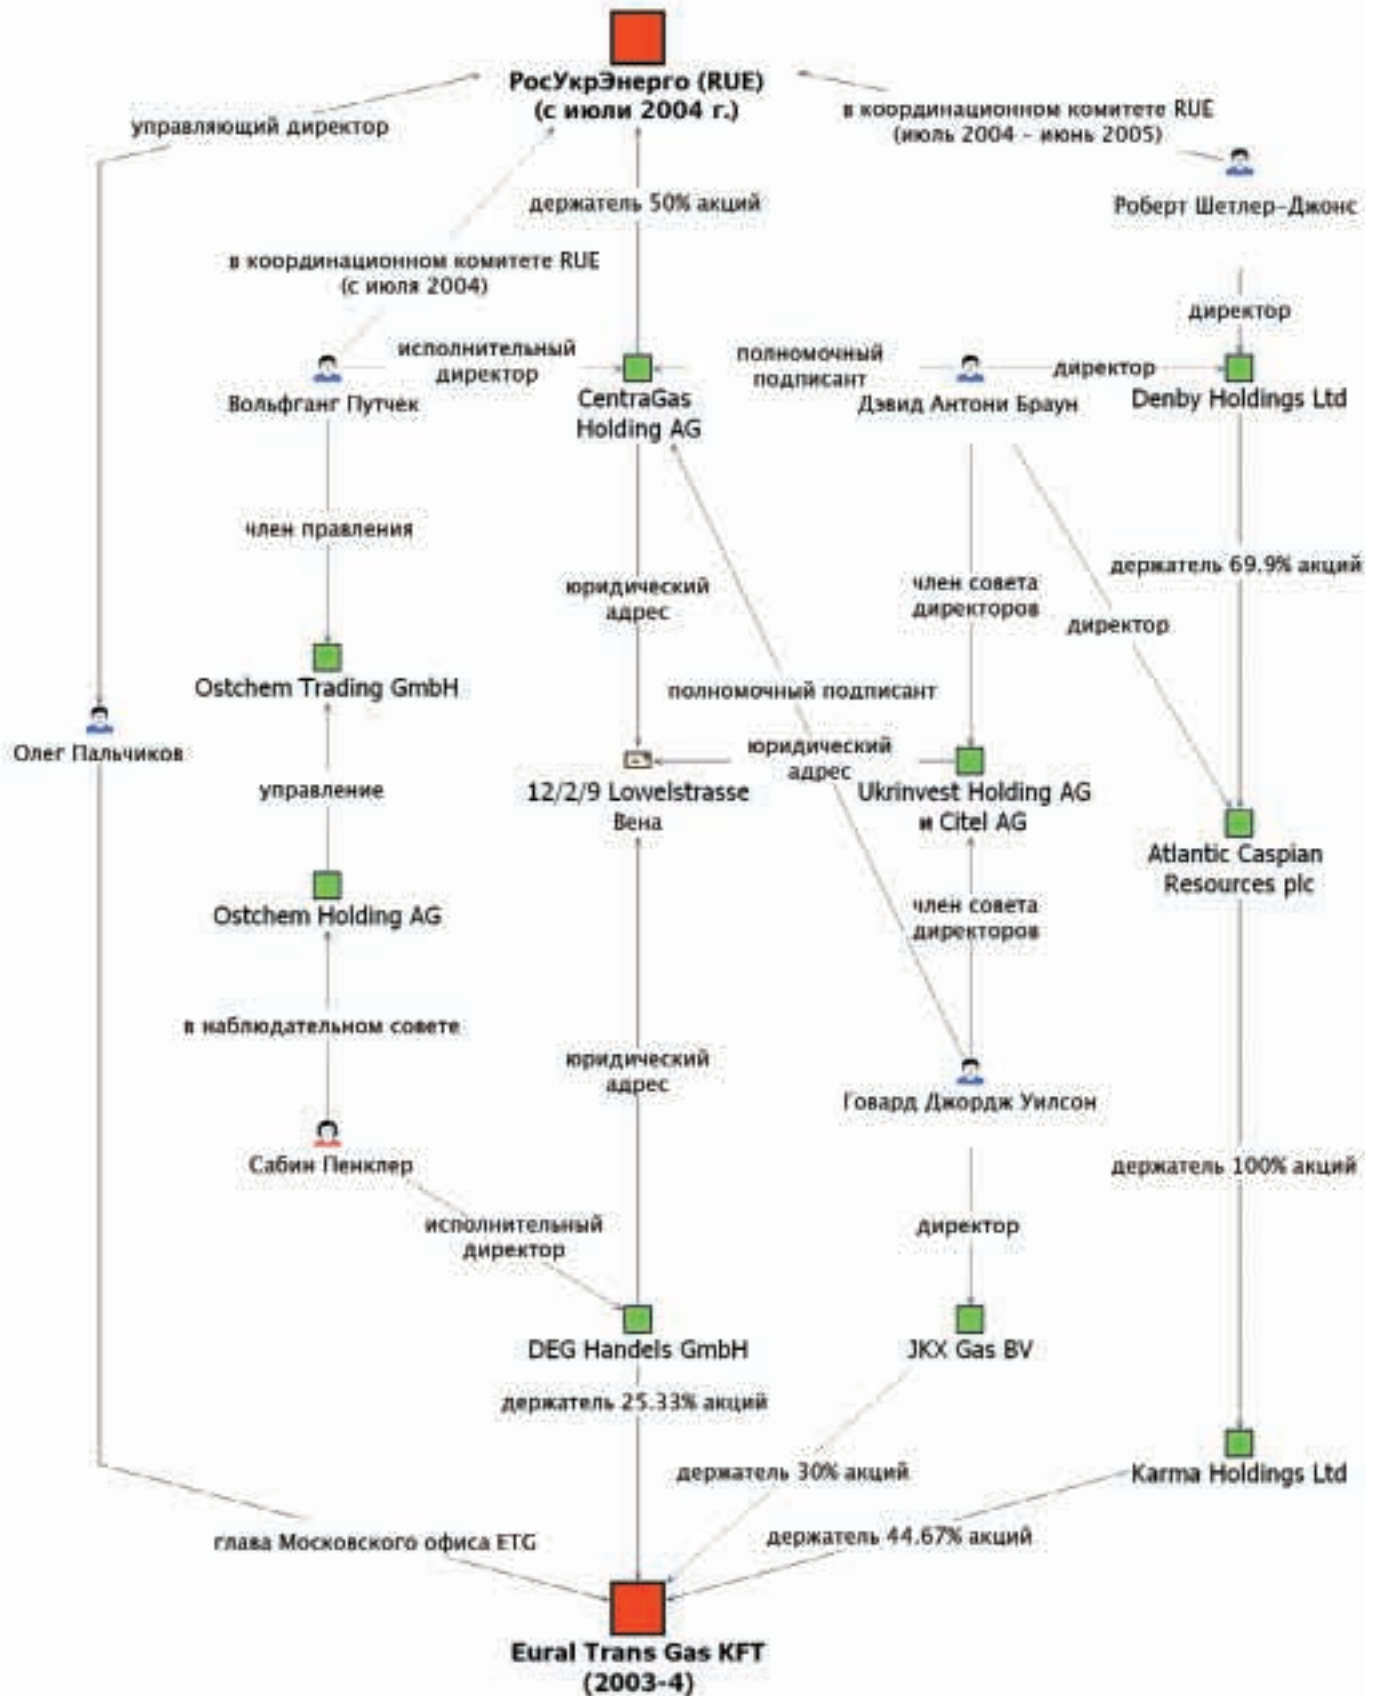 РосУкрЭнерго (RUE)
(с июли 2004 г.)
управляющий директор
в координационном комитете RUE
(июль 2004 – июнь 2005)
Роберт Шетлер-Джонс
держатель 50% акций
в координационном комитете RUE
(с июля 2004)
директор
исполнительный
директор
полномочный
подписант
директор
Вольфганг Путчек
CentraGas
Holding AG
Дэвид Антони Браун
Denby Holdings Ltd
член правления
держатель 69.9% акций
юридический
адрес
член совета
директоров
директор
Ostchem Trading GmbH
полномочный подписант
Олег Пальчиков
юридический
адрес
управление
12/2/9 Lowelstrasse
Вена
Ukrinvest Holding AG
и Citel AG
Atlantic Caspian
Resources plc
Ostchem Holding AG
член совета
директоров
в наблюдательном совете
юридический
адрес
Говард Джордж Уилсон
Сабин Пенклер
держатель 100% акций
исполнительный
директор
директор
DEG Handels GmbH
JKX Gas BV
держатель 25.33% акций
держатель 30% акций
Karma Holdings Ltd
глава Московского офиса ETG
держатель 44.67% акций
Eural Trans Gas KFT
(2003-4)